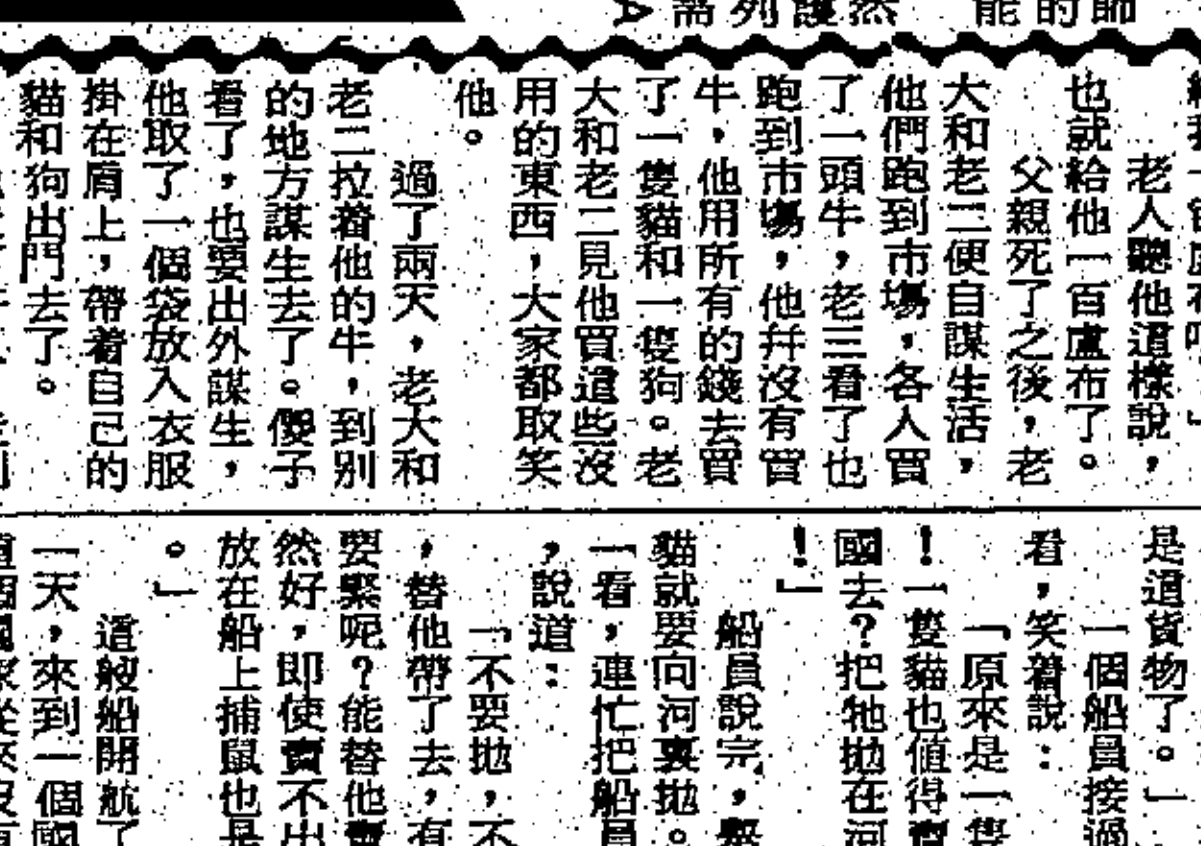 老人聽他這樣說，
也就給他一百盧布了。
父親死了之後，老
大和老二便自謀生活，
他們跑到市場，各人買
了一頭牛，老三看了也
跑到市場，他幷沒有買
牛，他用所有的錢去買
了一隻貓和一隻狗。老
大和老二見他買這些沒
用的東西，大家都取笑
他。
過了兩天，老大和
老二拉着他的牛，到別
的地方謀生去了。儍子
看了，也要出外謀生，
他取了一個袋放入衣服
掛在肩上，帶着自己的
貓和狗出門去了。
是這貨物了。」
一個船員接過
看，笑着說：
「原來是一隻
！一隻貓也值得賣
國去？把牠拋在河
！」
船員說完，舉
貓就要向河裏拋。
一看，連忙把船員
，說道：
「不要拋，不
，替他帶了去，有
要緊呢？能替他賣
然好，即使賣不出
放在船上捕鼠也是
。」
這艘船開航了
一天，來到一個國